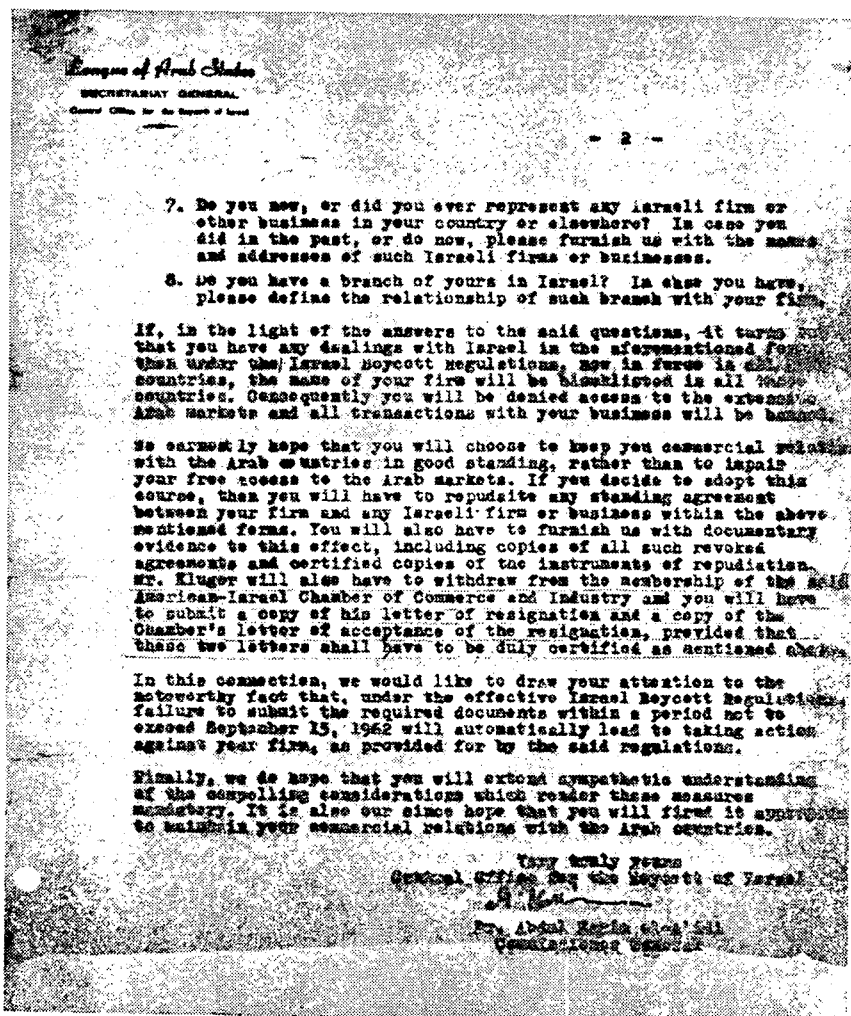 League of Arab States
SECRETARIAT GENERAL
General Office for the Boycott of Israel
- 2 -
7. Do you now, or did you ever represent any Israeli firm or
other business in your country or elsewhere? In case you
did in the past, or do now, please furnish us with the names
and addresses of such Israeli firms or businesses.
8. Do you have a branch of yours in Israel? In case you have,
please define the relationship of such branch with your firm.
If, in the light of the answers to the said questions, it turns
that you have any dealings with Israel in the aforementioned
then under the Israel Boycott Regulations, now in force in all
countries, the name of your firm will be blacklisted in all these
countries. Consequently you will be denied access to the extensive
Arab markets and all transactions with your business will be banned.
We earnestly hope that you will choose to keep you commercial
with the Arab countries in good standing, rather than to impair
your free access to the Arab markets. If you decide to adopt this
course, then you will have to repudaite any standing agreement
between your firm and any Israeli firm or business within the above
mentioned forms. You will also have to furnish us with documentary
evidence to this effect, including copies of all such revoked
agreements and certified copies of the instruments of repudiation.
Mr. Kluger will also have to withdraw from the membership of the said
American-Israel Chamber of Commerce and Industry and you will have
to submit a copy of his letter of resignation and a copy of the
Chamber's letter of acceptance of the resignation, provided that
these two letters shall have to be duly certified as mentioned above.
In this connection, we would like to draw your attention to the
noteworthy fact that, under the effective Israel Boycott Regulations,
failure to submit the required documents within a period not to
exceed September 15, 1962 will automatically lead to taking action
against your firm, as provided for by the said regulations.
Finally, we do hope that you will extend sympathetic understanding
of the compelling considerations which render these measures
mandatory. It is also our since hope that you will fired it
to maintain your commercial relations with the Arab countries.
Very truly yours
General Office for the Boycott of Israel
Dr. Abdul Karim
Commissioner General